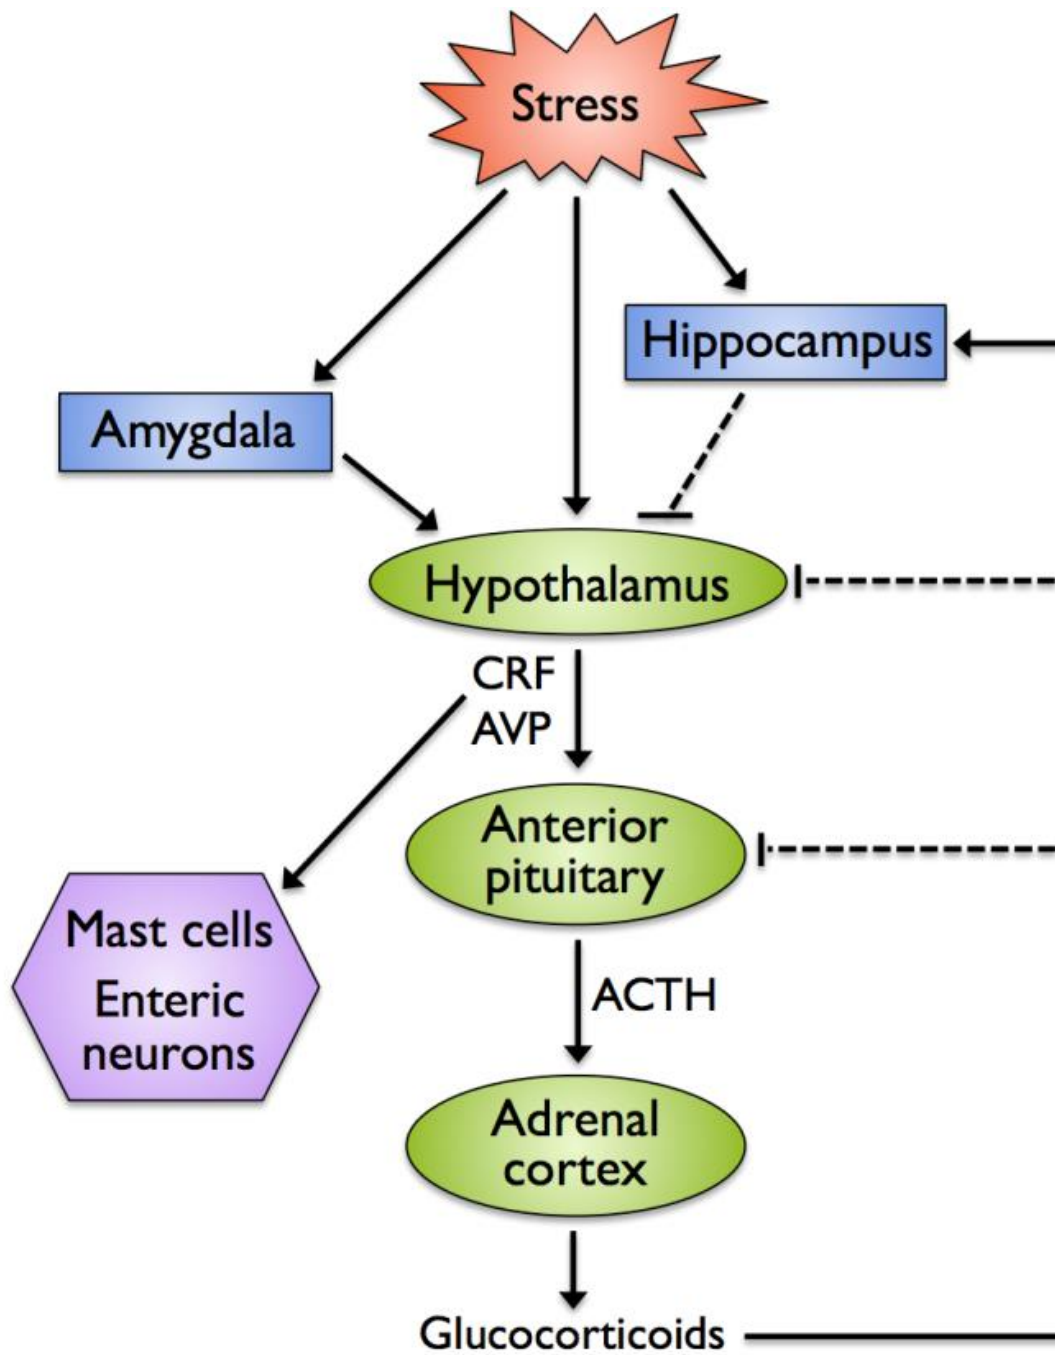 Stress
Hippocampus
Amygdala
Hypothalamus
CRF
AVP
Anterior
pituitary
Mast cells
Enteric
neurons
ACTH
Adrenal
cortex
Glucocorticoids